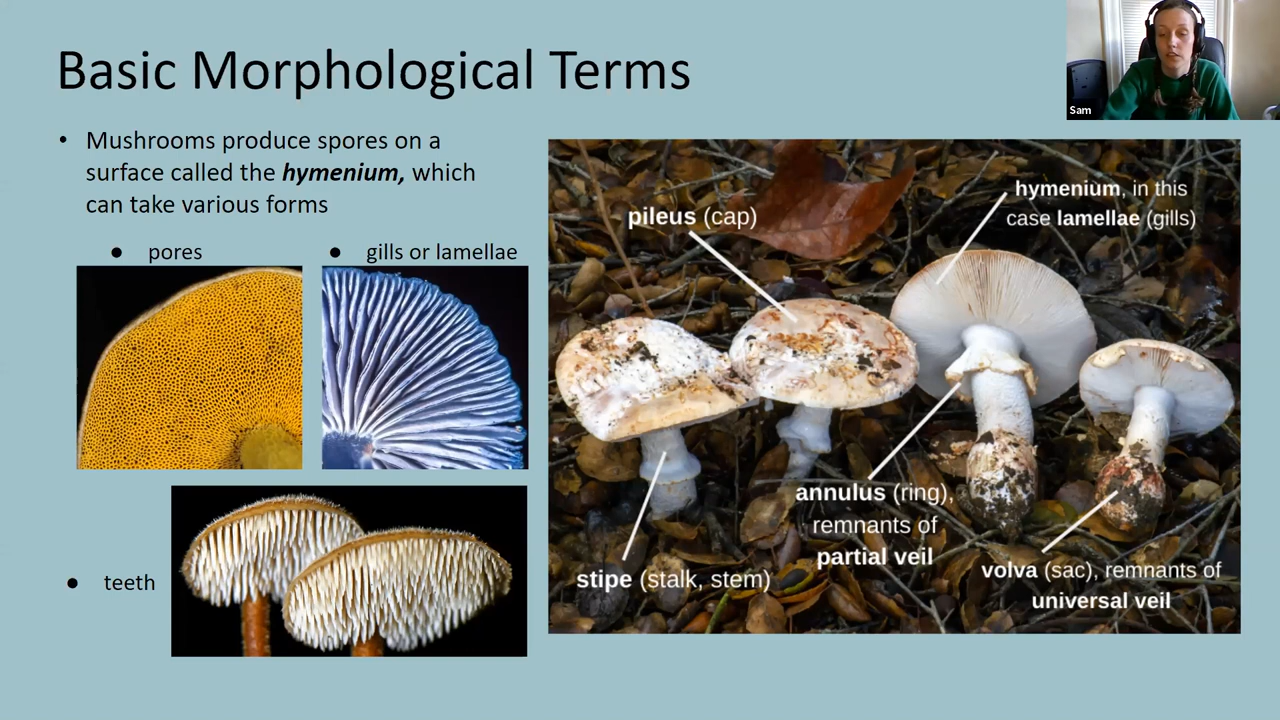 Basic Morphological Terms
Sam
• Mushrooms produce spores on a
surface called the hymenium, which
can take various forms
● pores
● gills or lamellae
● teeth
pileus (cap)
hymenium, in this
case lamellae (gills)
annulus (ring),
remnants of
partial veil
stipe (stalk, stem)
volva (sac), remnants of
universal veil